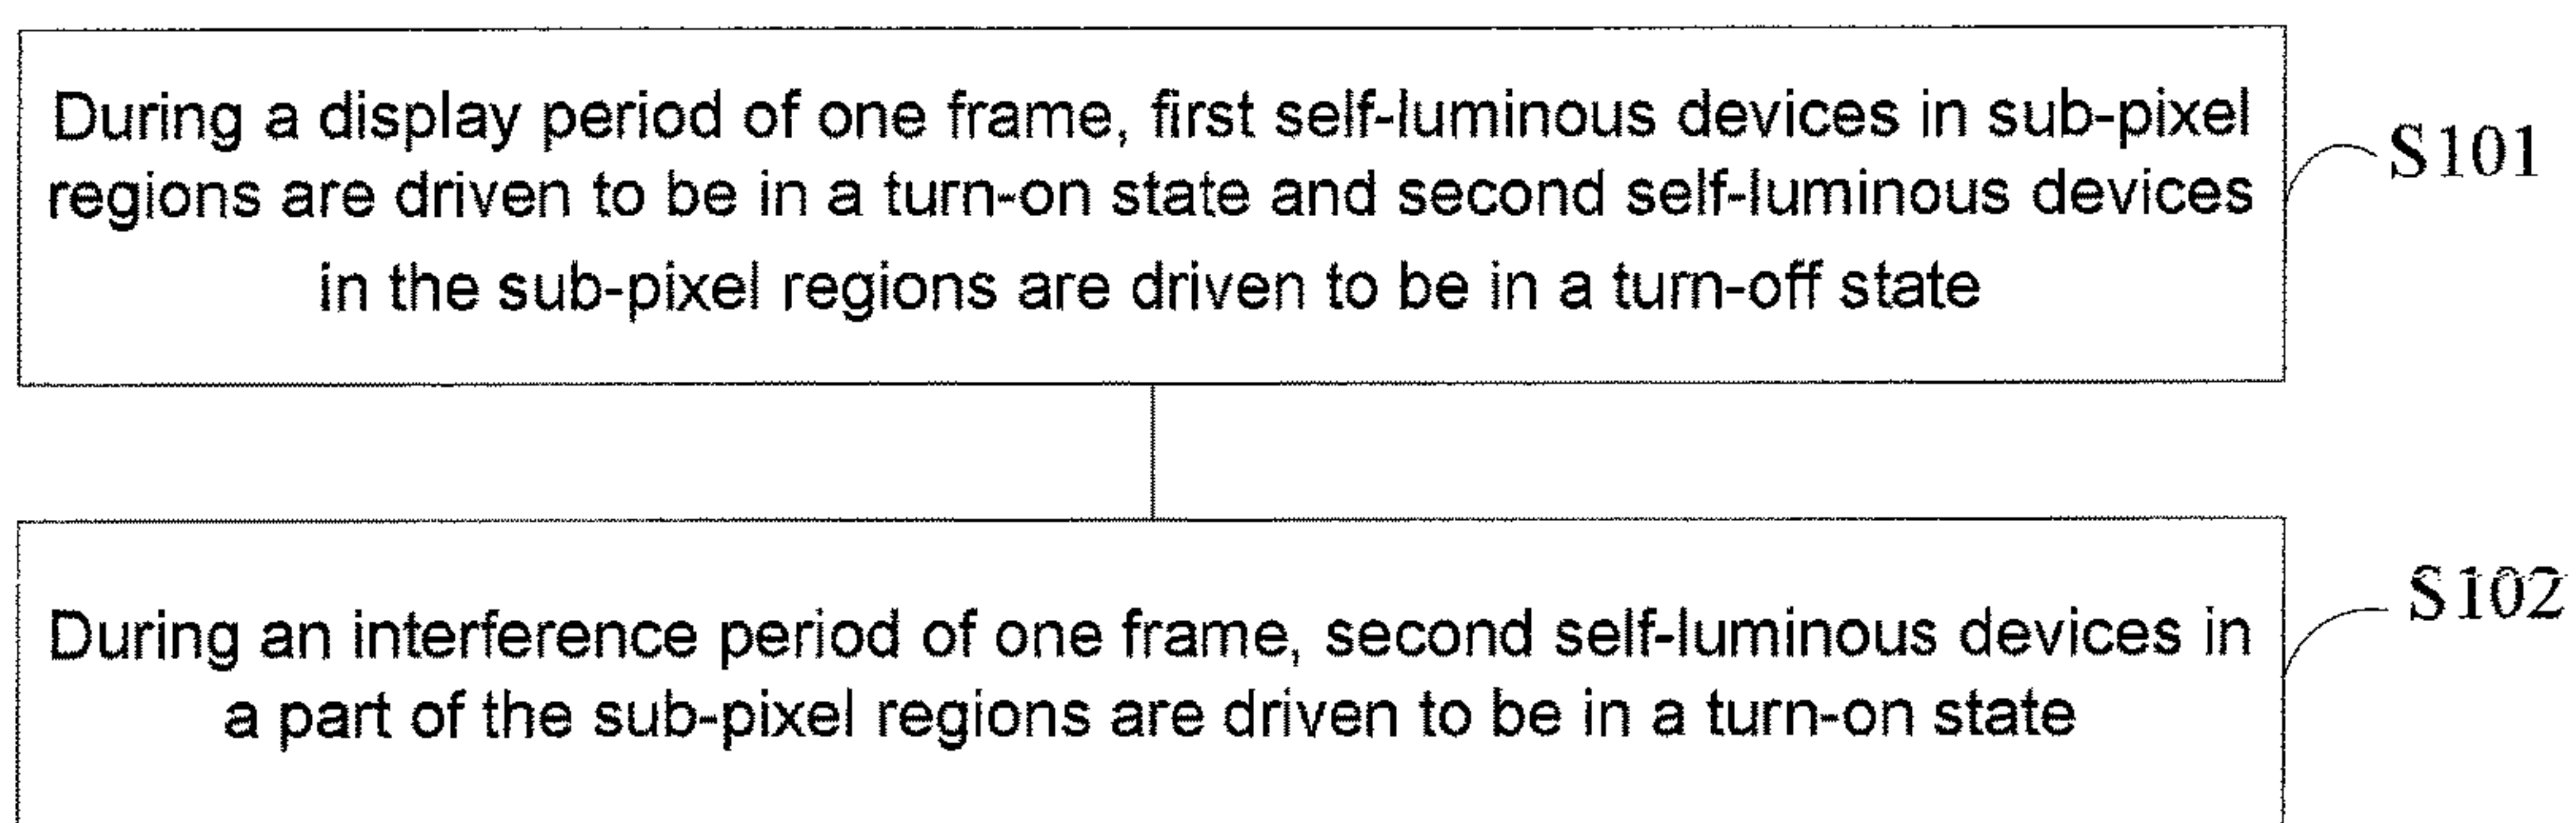 During a display period of one frame, first self-luminous devices in sub-pixel
regions are driven to be in a turn-on state and second self-luminous devices
in the sub-pixel regions are driven to be in a turn-off state
S101
During an interference period of one frame, second self-luminous devices in
a part of the sub-pixel regions are driven to be in a turn-on state
S102